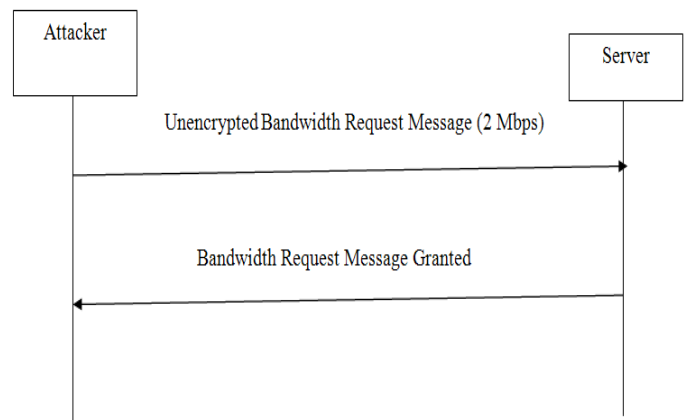 Attacker
Server
Unencrypted Bandwidth Request Message (2 Mbps)
Bandwidth Request Message Granted